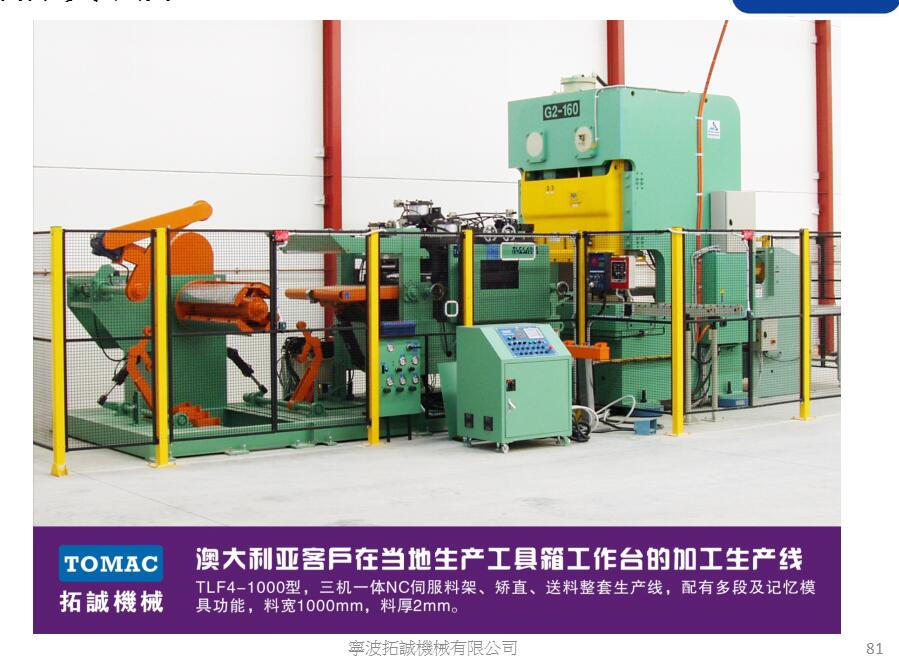 G2-160
TOMAC
拓誠機械
澳大利亚客戶在当地生产工具箱工作台的加工生产线
TLF4-1000型，三机一体NC伺服料架、矫直、送料整套生产线，配有多段及记忆模
具功能，料宽1000mm，料厚2mm。
寧波拓誠機械有限公司
81